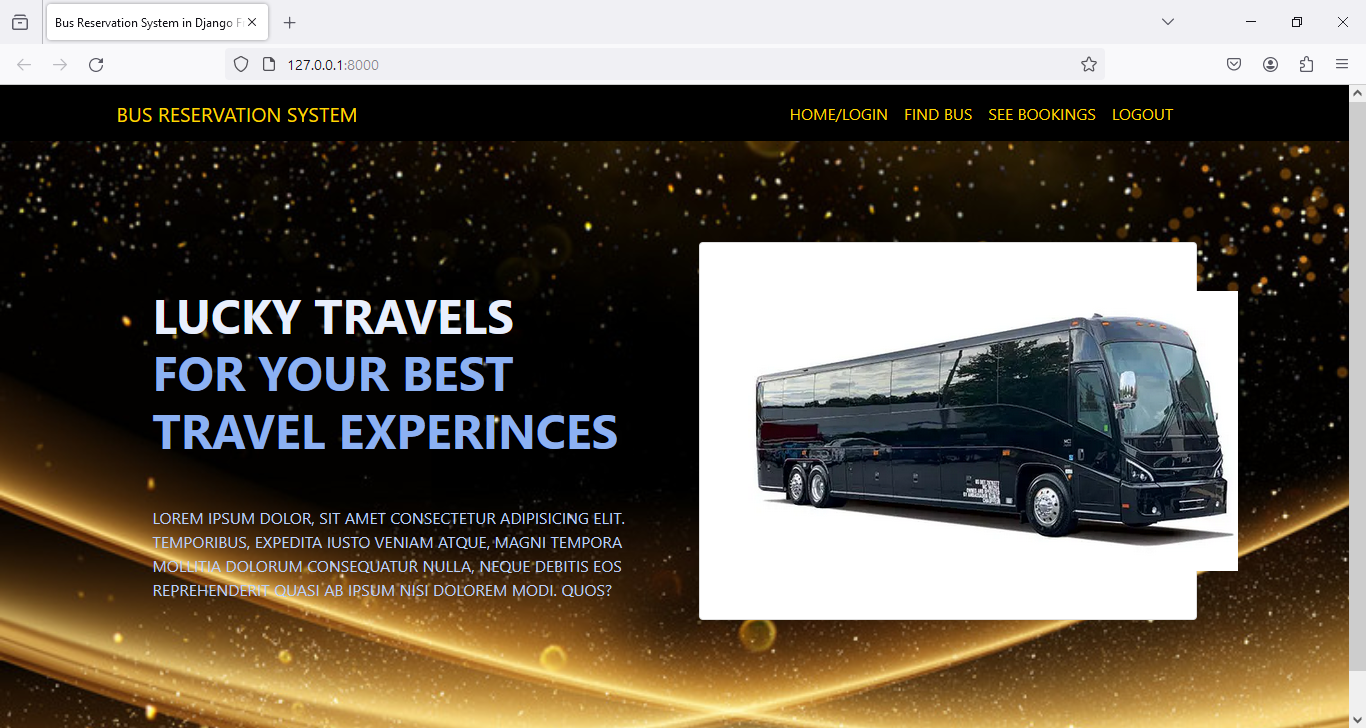 Bus Reservation System in Django F
127.0.0.1:8000
BUS RESERVATION SYSTEM
HOME/LOGIN FIND BUS SEE BOOKINGS LOGOUT
LUCKY TRAVELS
FOR YOUR BEST
TRAVEL EXPERINCES
LOREM IPSUM DOLOR, SIT AMET CONSECTETUR ADIPISICING ELIT.
TEMPORIBUS, EXPEDITA IUSTO VENIAM ATQUE, MAGNI TEMPORA
MOLLITIA DOLORUM CONSEQUATUR NULLA, NEQUE DEBITIS EOS
REPREHENDERIT QUASI AB IPSUM NISI DOLOREM MODI. QUOS?